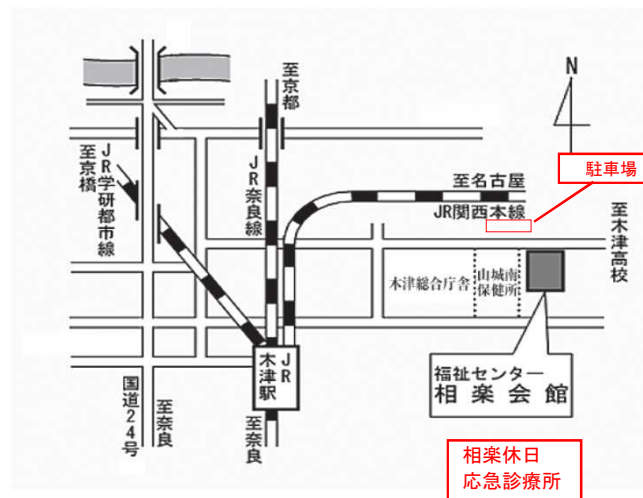 至京都
N
駐車場
JR学研都市線
至京橋
JR奈良線
至名古屋
JR関西本線
至木津高校
木津総合庁舎
山城南
保健所
JR
木津駅
福祉センター
相楽会館
国道24号
至奈良
至奈良
相楽休日
応急診療所